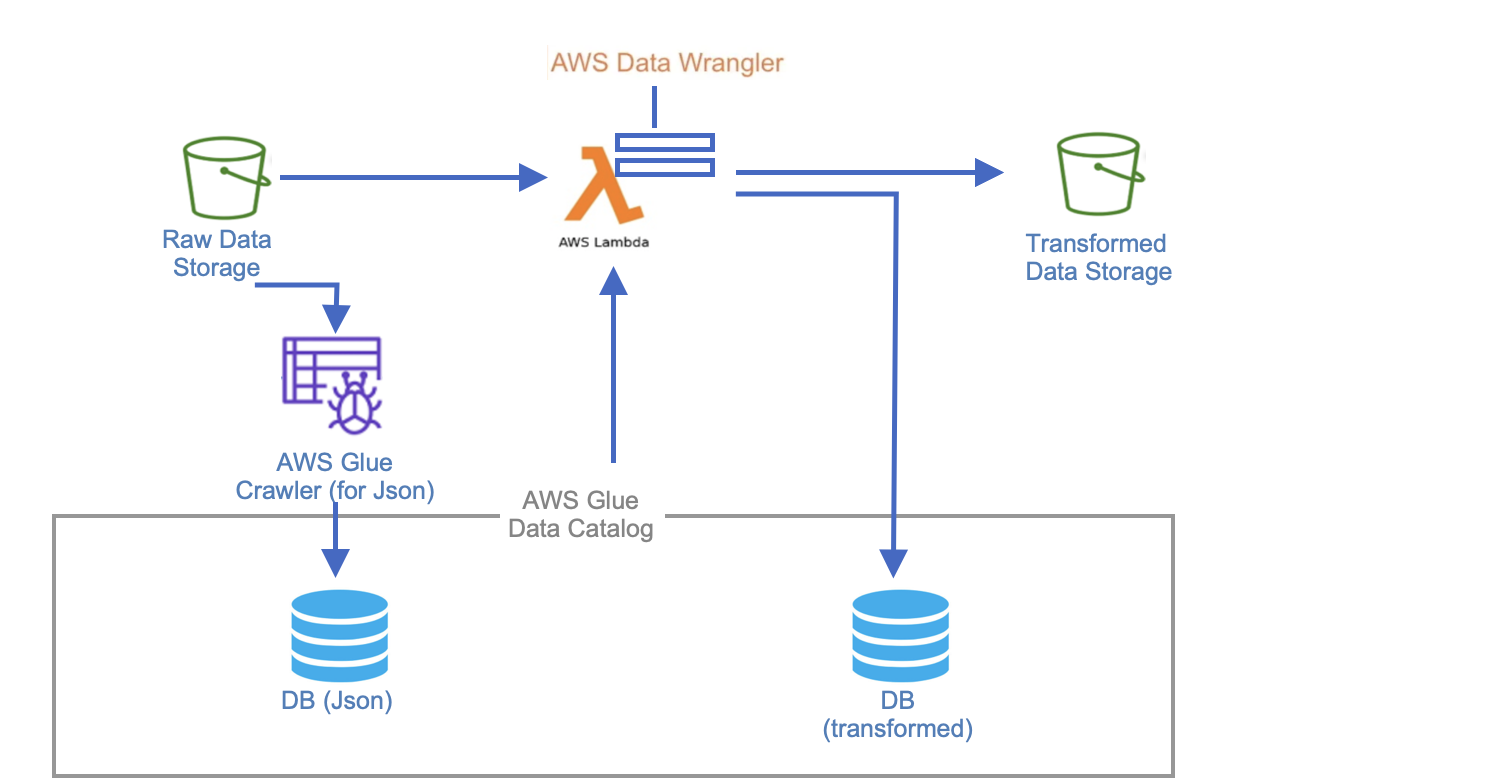 AWS Data Wrangler
Raw Data
Storage
AWS Lambda
Transformed
Data Storage
AWS Glue
Crawler (for Json)
AWS Glue
Data Catalog
DB (Json)
DB
(transformed)